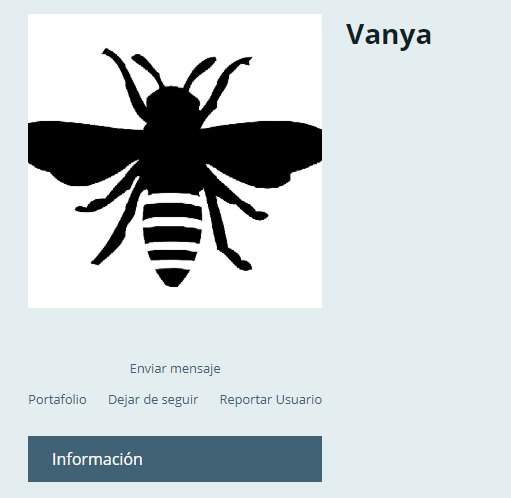 Vanya
Enviar mensaje
Portafolio Dejar de seguir Reportar Usuario
Información